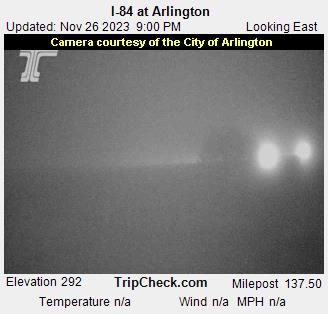 I-84 at Arlington
Updated: Nov 26 2023 9:00 PM Looking East
Camera courtesy of the City of Arlington
Elevation 292 TripCheck.com Milepost 137.50
Temperature n/a Wind n/a MPH n/a